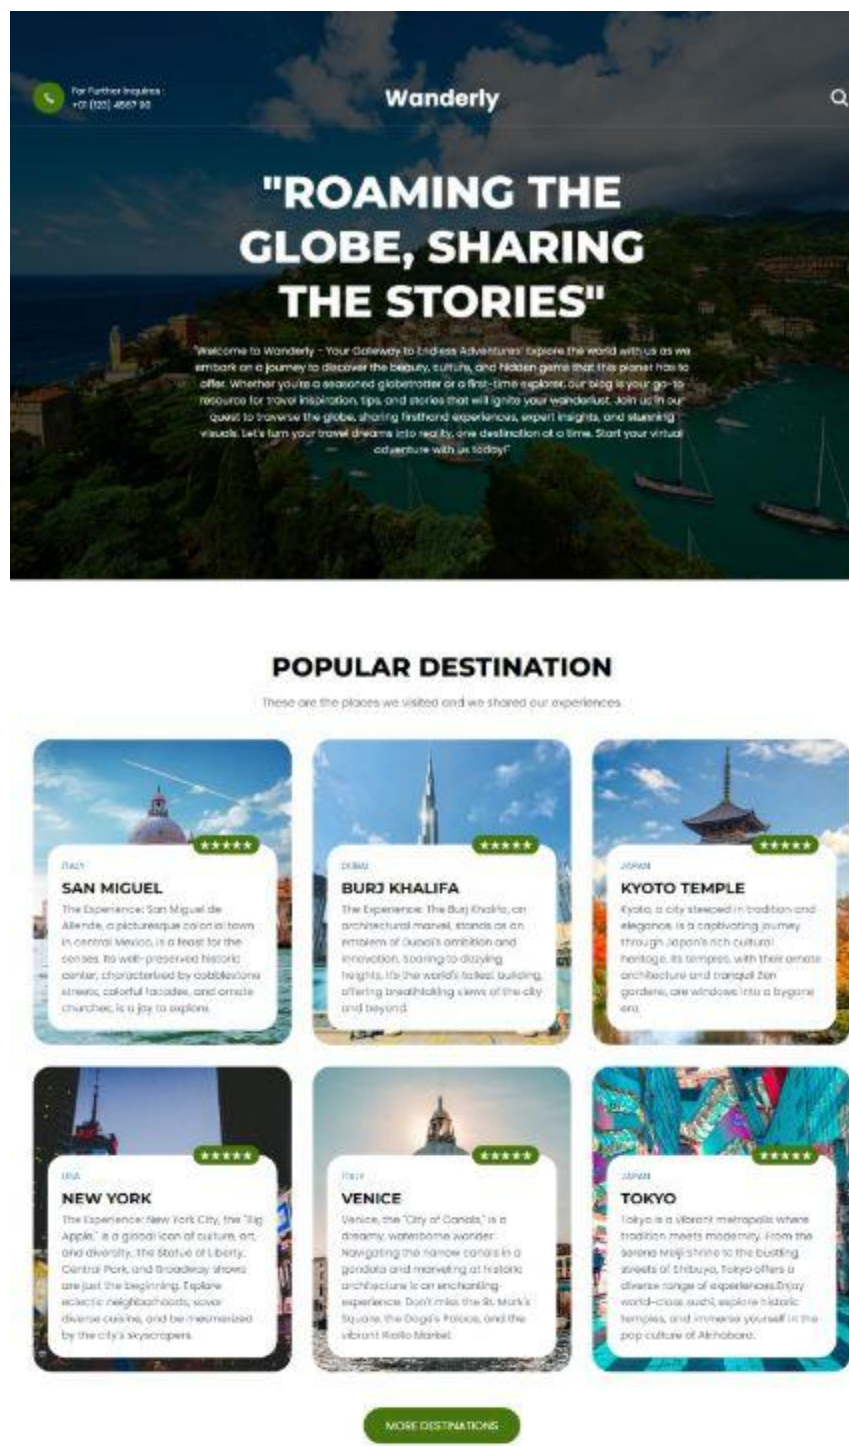 For Further Inquires :
+01 (123) 4567 90
Wanderly
"ROAMING THE
GLOBE, SHARING
THE STORIES"
"Welcome to Wanderly - Your Gateway to Endless Adventures! Explore the world with us as we
embark on a journey to discover the beauty, culture, and hidden gems that this planet has to
offer. Whether you're a seasoned globetrotter or a first-time explorer, our blog is your go-to
resource for travel inspiration, tips, and stories that will ignite your wanderlust. Join us in our
quest to traverse the globe, sharing firsthand experiences, expert insights, and stunning
visuals. Let's turn your travel dreams into reality, one destination at a time. Start your virtual
adventure with us today!"
POPULAR DESTINATION
These are the places we visited and we shared our experiences.
ITALY
SAN MIGUEL
The Experience: San Miguel de
Allende, a picturesque colonial town
in central Mexico, is a feast for the
senses. Its well-preserved historic
center, characterized by cobblestone
streets, colorful facades, and ornate
churches, is a joy to explore.
DUBAI
BURJ KHALIFA
The Experience: The Burj Khalifa, an
architectural marvel, stands as an
emblem of Dubai's ambition and
innovation. Soaring to dizzying
heights, it's the world's tallest building,
offering breathtaking views of the city
and beyond.
JAPAN
KYOTO TEMPLE
Kyoto, a city steeped in tradition and
elegance, is a captivating journey
through Japan's rich cultural
heritage. Its temples, with their ornate
architecture and tranquil Zen
gardens, are windows into a bygone
era.
USA
NEW YORK
The Experience: New York City, the "Big
Apple," is a global icon of culture, art,
and diversity. The Statue of Liberty,
Central Park, and Broadway shows
are just the beginning. Explore
eclectic neighborhoods, savor
diverse cuisine, and be mesmerized
by the city's skyscrapers.
ITALY
VENICE
Venice, the "City of Canals," is a
dreamy, waterborne wonder.
Navigating the narrow canals in a
gondola and marveling at historic
architecture is an enchanting
experience. Don't miss the St. Mark's
Square, the Doge's Palace, and the
vibrant Rialto Market.
JAPAN
TOKYO
Tokyo is a vibrant metropolis where
tradition meets modernity. From the
serene Meiji Shrine to the bustling
streets of Shibuya, Tokyo offers a
diverse range of experiences.Enjoy
world-class sushi, explore historic
temples, and immerse yourself in the
pop culture of Akihabara.
MORE DESTINATIONS